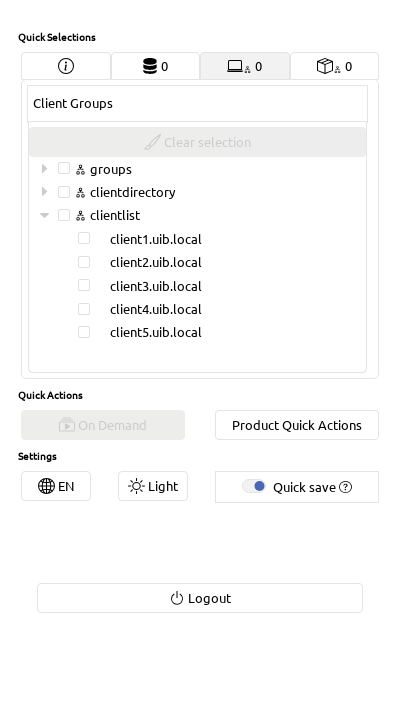 Quick Selections
0
0
0
Client Groups
Clear selection
groups
clientdirectory
clientlist
client1.uib.local
client2.uib.local
client3.uib.local
client4.uib.local
client5.uib.local
Quick Actions
On Demand
Product Quick Actions
Settings
EN
Light
Quick save
Logout